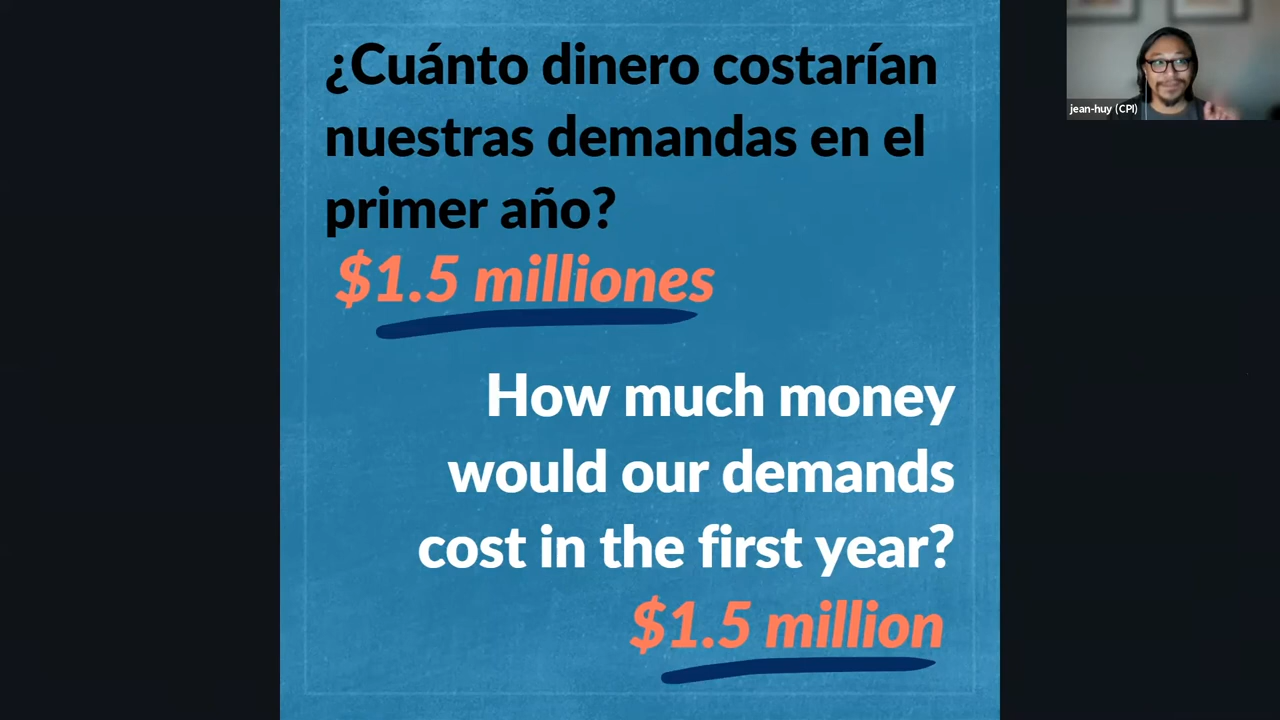 ¿Cuánto dinero costarían
nuestras demandas en el
primer año?
$1.5 milliones
How much money
would our demands
cost in the first year?
$1.5 million
jean-huy (CPI)